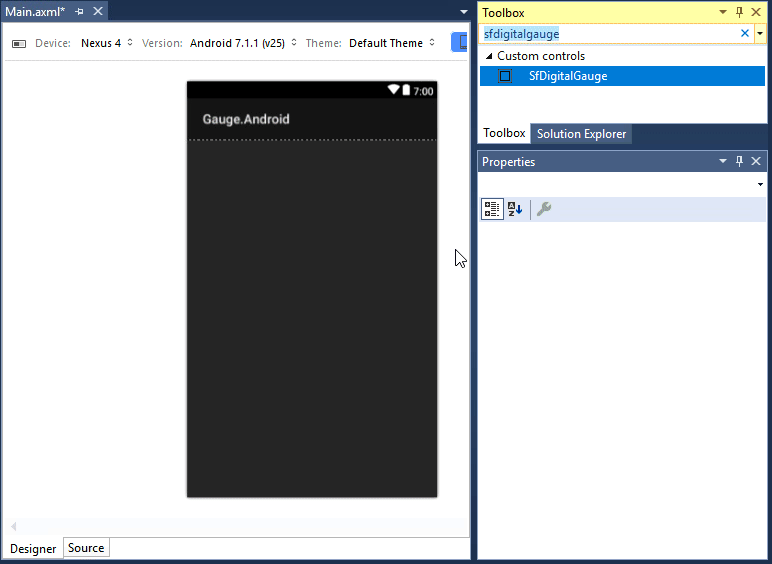 Main.axml*
Device: Nexus 4 Version: Android 7.1.1 (v25) Theme: Default Theme
7:00
Gauge.Android
Designer Source
Toolbox
sfdigitalgauge
Custom controls
SfDigitalGauge
Toolbox Solution Explorer
Properties
A
Z